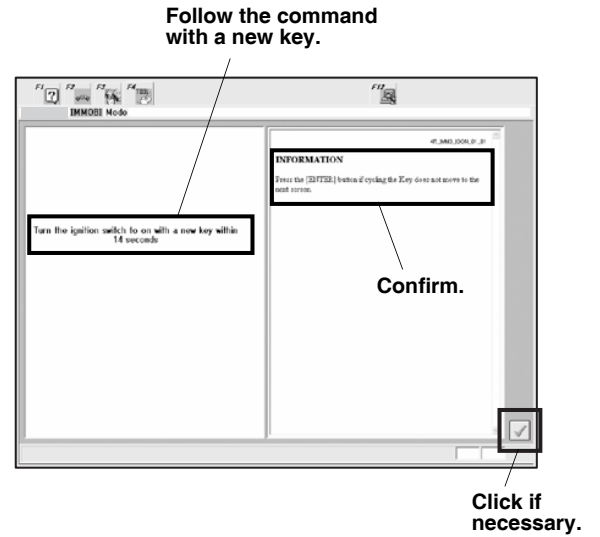 Follow the command
with a new key.
F1 F2 F3 F4 F12
IMMOBI Mode
INFORMATION
Press the [ENTER] button if cycling the Key does not move to the
next screen.
Turn the ignition switch to on with a new key within
14 seconds
Confirm.
Click if
necessary.